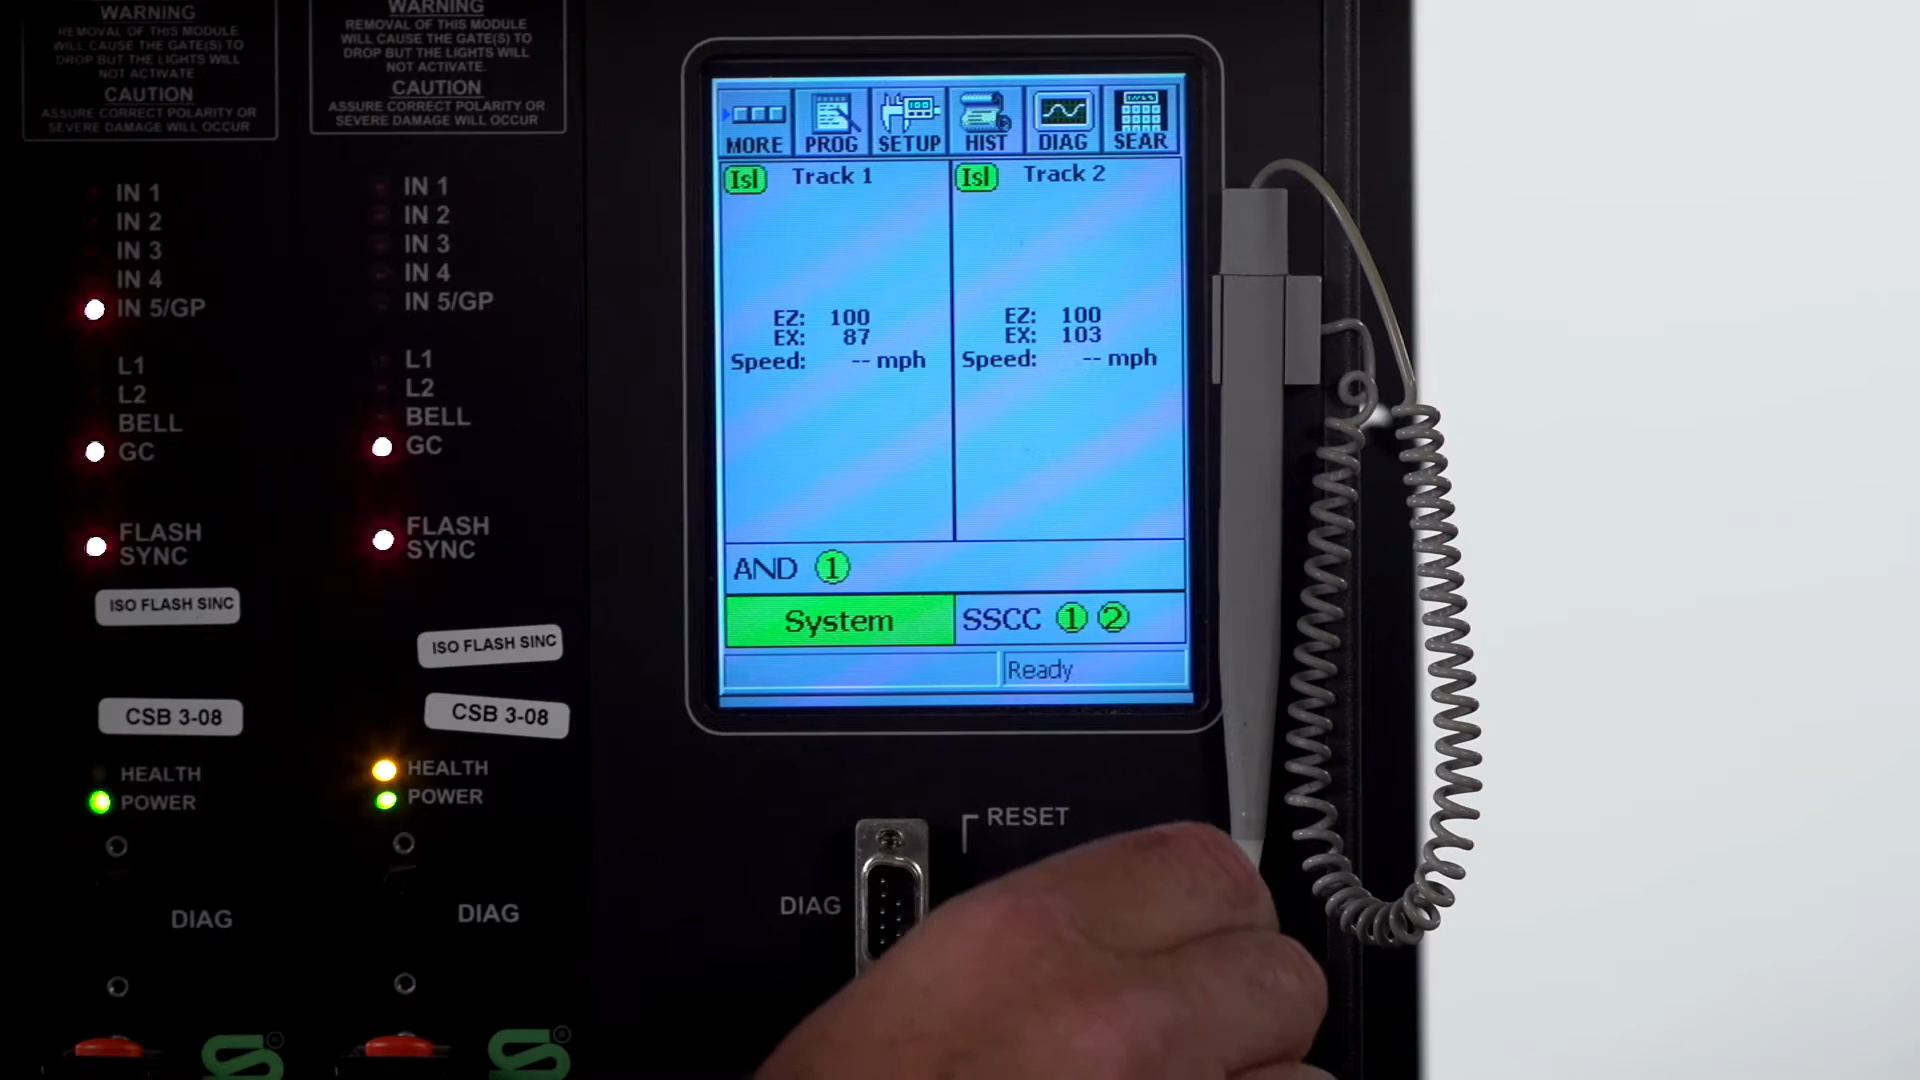 WARNING
REMOVAL OF THIS MODULE
WILL CAUSE THE GATE(S) TO
DROP BUT THE LIGHTS WILL
NOT ACTIVATE
CAUTION
ASSURE CORRECT POLARITY OR
SEVERE DAMAGE WILL OCCUR
IN 1
IN 2
IN 3
IN 4
IN 5/GP
L1
L2
BELL
GC
FLASH
SYNC
ISO FLASH SINC
CSB 3-08
HEALTH
POWER
DIAG
WARNING
REMOVAL OF THIS MODULE
WILL CAUSE THE GATE(S) TO
DROP BUT THE LIGHTS WILL
NOT ACTIVATE.
CAUTION
ASSURE CORRECT POLARITY OR
SEVERE DAMAGE WILL OCCUR
IN 1
IN 2
IN 3
IN 4
IN 5/GP
L1
L2
BELL
GC
FLASH
SYNC
ISO FLASH SINC
CSB 3-08
HEALTH
POWER
DIAG
MORE PROG SETUP HIST DIAG SEAR
Isl Track 1
EZ: 100
EX: 87
Speed: -- mph
Isl Track 2
EZ: 100
EX: 103
Speed: -- mph
AND 1
System SSCC 1 2
Ready
RESET
DIAG